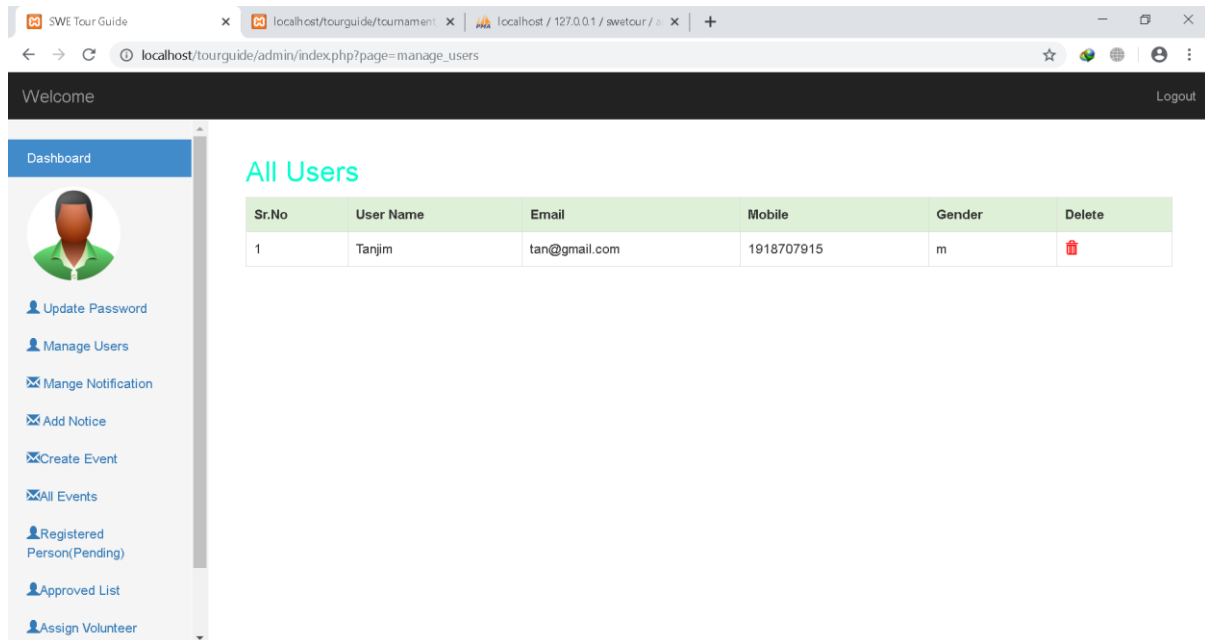 SWE Tour Guide
localhost/tourguide/tournament
localhost / 127.0.0.1 / swetour / a
localhost/tourguide/admin/index.php?page=manage_users
Welcome
Logout
Dashboard
Update Password
Manage Users
Mange Notification
Add Notice
Create Event
All Events
Registered
Person(Pending)
Approved List
Assign Volunteer
All Users
Sr.No User Name Email Mobile Gender Delete
1 Tanjim tan@gmail.com 1918707915 m